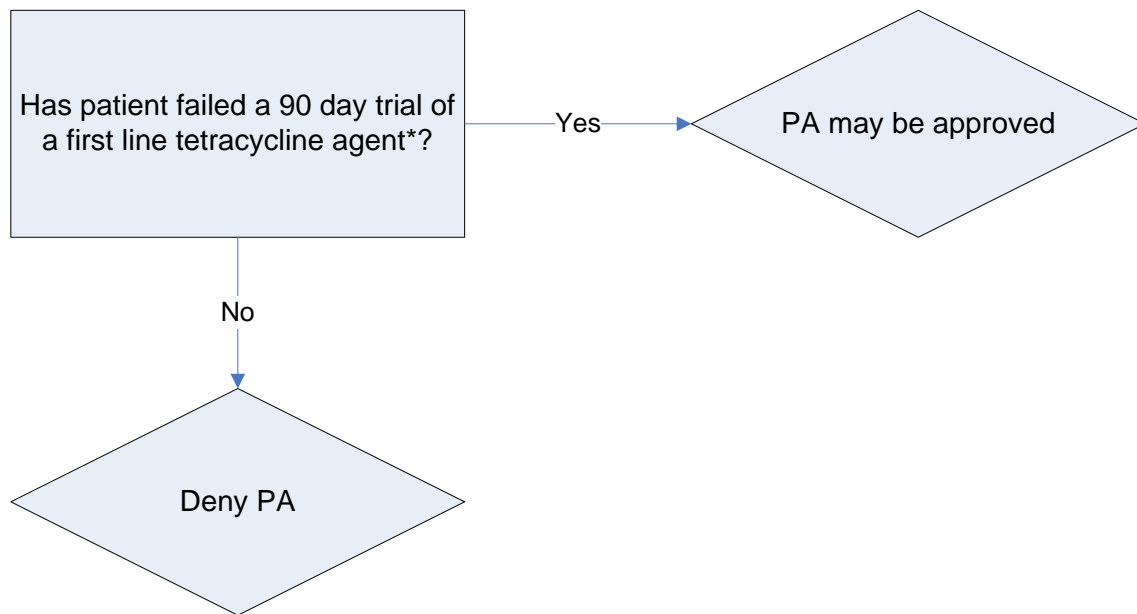 Has patient failed a 90 day trial of
a first line tetracycline agent*?
Yes
PA may be approved
No
Deny PA